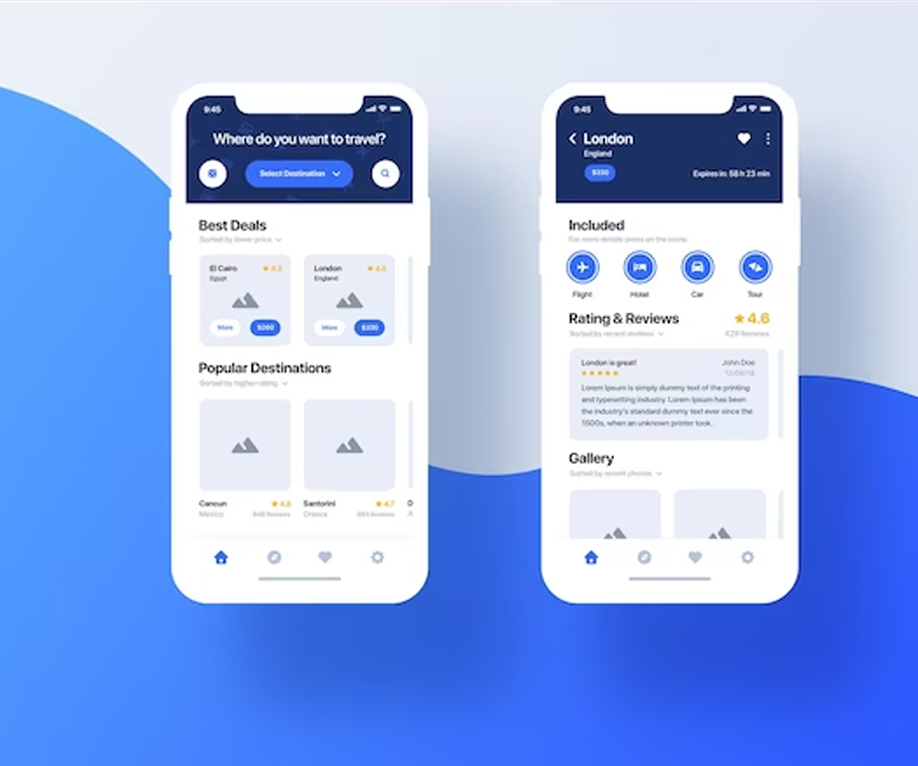 9:45
Where do you want to travel?
Select Destination
Best Deals
Sorted by lower price
El Cairo ★ 4.3
Egypt
More $260
London ★ 4.6
England
More $330
Popular Destinations
Sorted by higher rating
Cancun ★ 4.8
Mexico Reviews
Santorini ★ 4.7
Greece Reviews
D
A
9:45
London
England
$330
Expires in: 58 h 23 min
Included
For more details press on the icons.
Flight
Hotel
Car
Tour
Rating & Reviews ★ 4.6
Sorted by recent reviews 429 Reviews
London is great! John Doe
★★★★★
Lorem Ipsum is simply dummy text of the printing
and typesetting industry. Lorem Ipsum has been
the industry's standard dummy text ever since the
1500s, when an unknown printer took.
Gallery
Sorted by recent photos